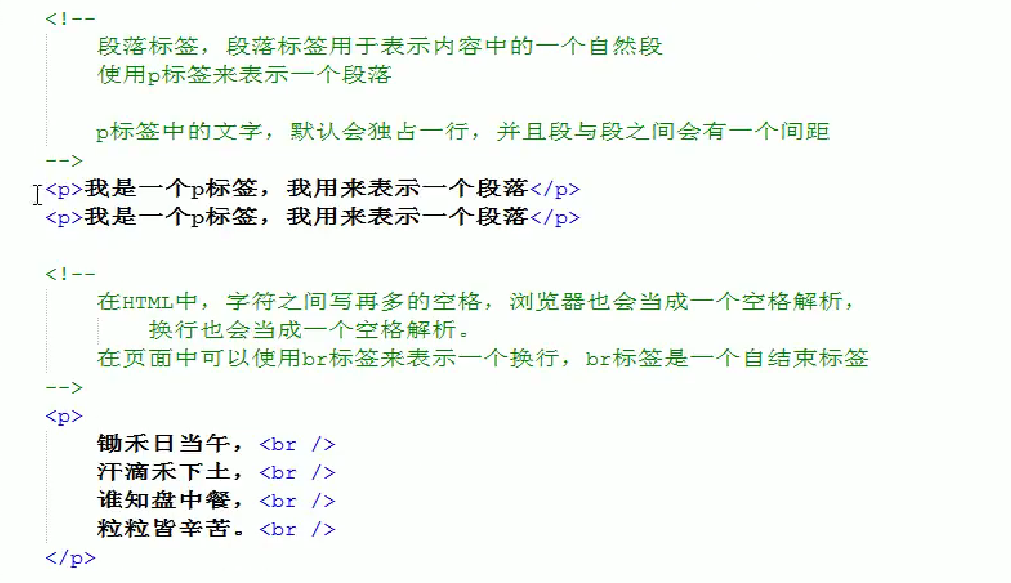 <!--
段落标签，段落标签用于表示内容中的一个自然段
使用p标签来表示一个段落
p标签中的文字，默认会独占一行，并且段与段之间会有一个间距
-->
<p>我是一个p标签，我用来表示一个段落</p>
<p>我是一个p标签，我用来表示一个段落</p>
<!--
在HTML中，字符之间写再多的空格，浏览器也会当成一个空格解析，
换行也会当成一个空格解析。
在页面中可以使用br标签来表示一个换行，br标签是一个自结束标签
-->
<p>
锄禾日当午，<br />
汗滴禾下土，<br />
谁知盘中餐，<br />
粒粒皆辛苦。<br />
</p>